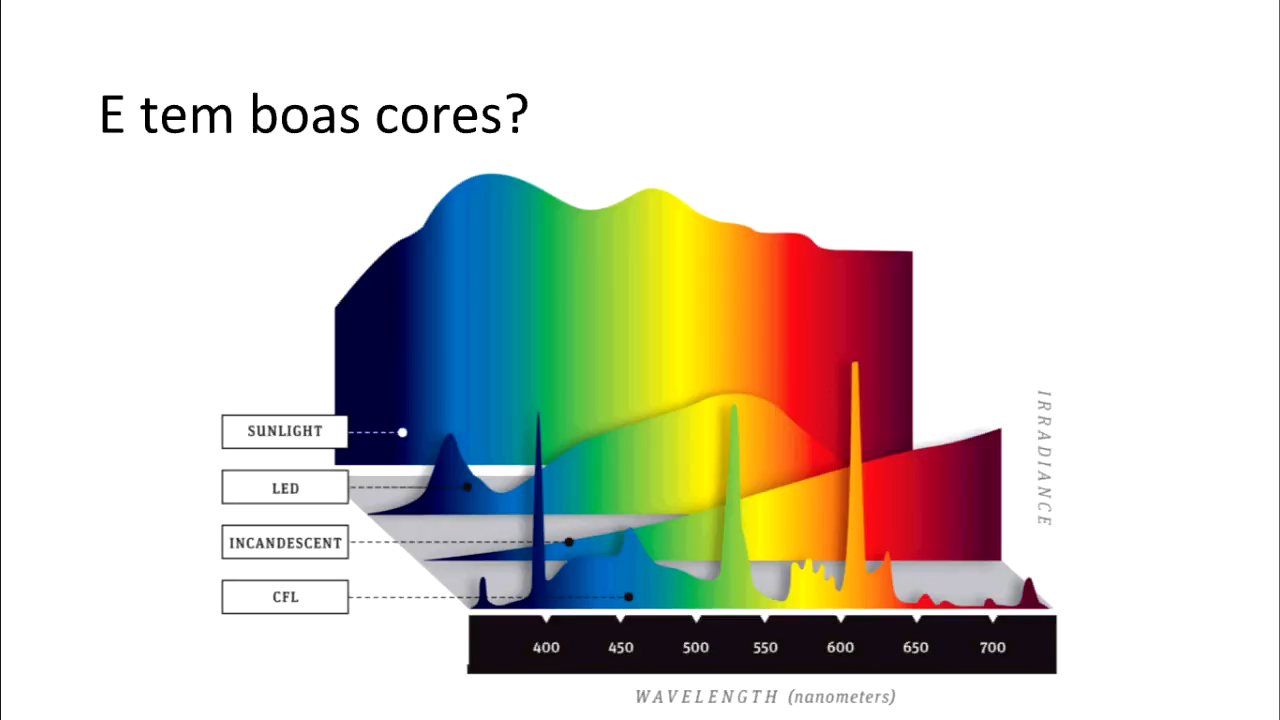 E tem boas cores?
SUNLIGHT
LED
INCANDESCENT
CFL
IRRADIANCE
400 450 500 550 600 650 700
WAVELENGTH (nanometers)